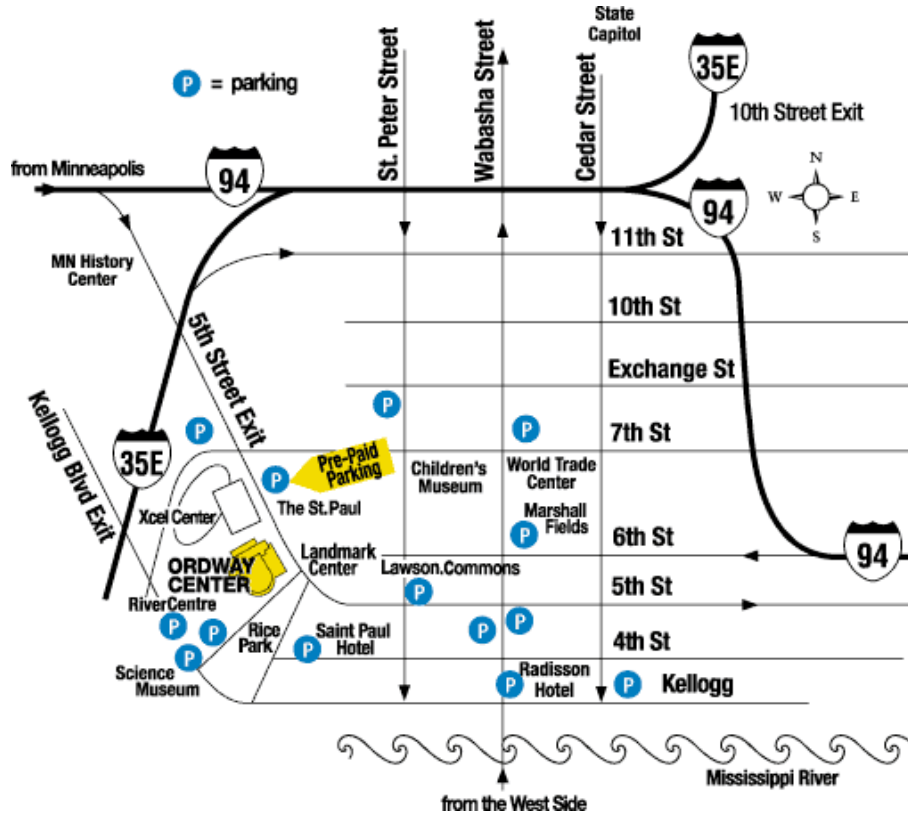 State
Capitol
P = parking
St. Peter Street
Wabasha Street
Cedar Street
35E
10th Street Exit
from Minneapolis
94
94
N
W
E
S
11th St
MN History
Center
10th St
5th Street Exit
Exchange St
Kellogg Blvd Exit
P
P
P
7th St
35E
Pre-Paid
Parking
P
Children's
Museum
World Trade
Center
The St.Paul
Xcel Center
Marshall
Fields
P
6th St
94
ORDWAY
CENTER
Landmark
Center
Lawson.Commons
P
5th St
RiverCentre
P
P
P
Rice
Park
P
Saint Paul
Hotel
P
P
4th St
Science
Museum
P
Radisson
Hotel
P
Kellogg
Mississippi River
from the West Side